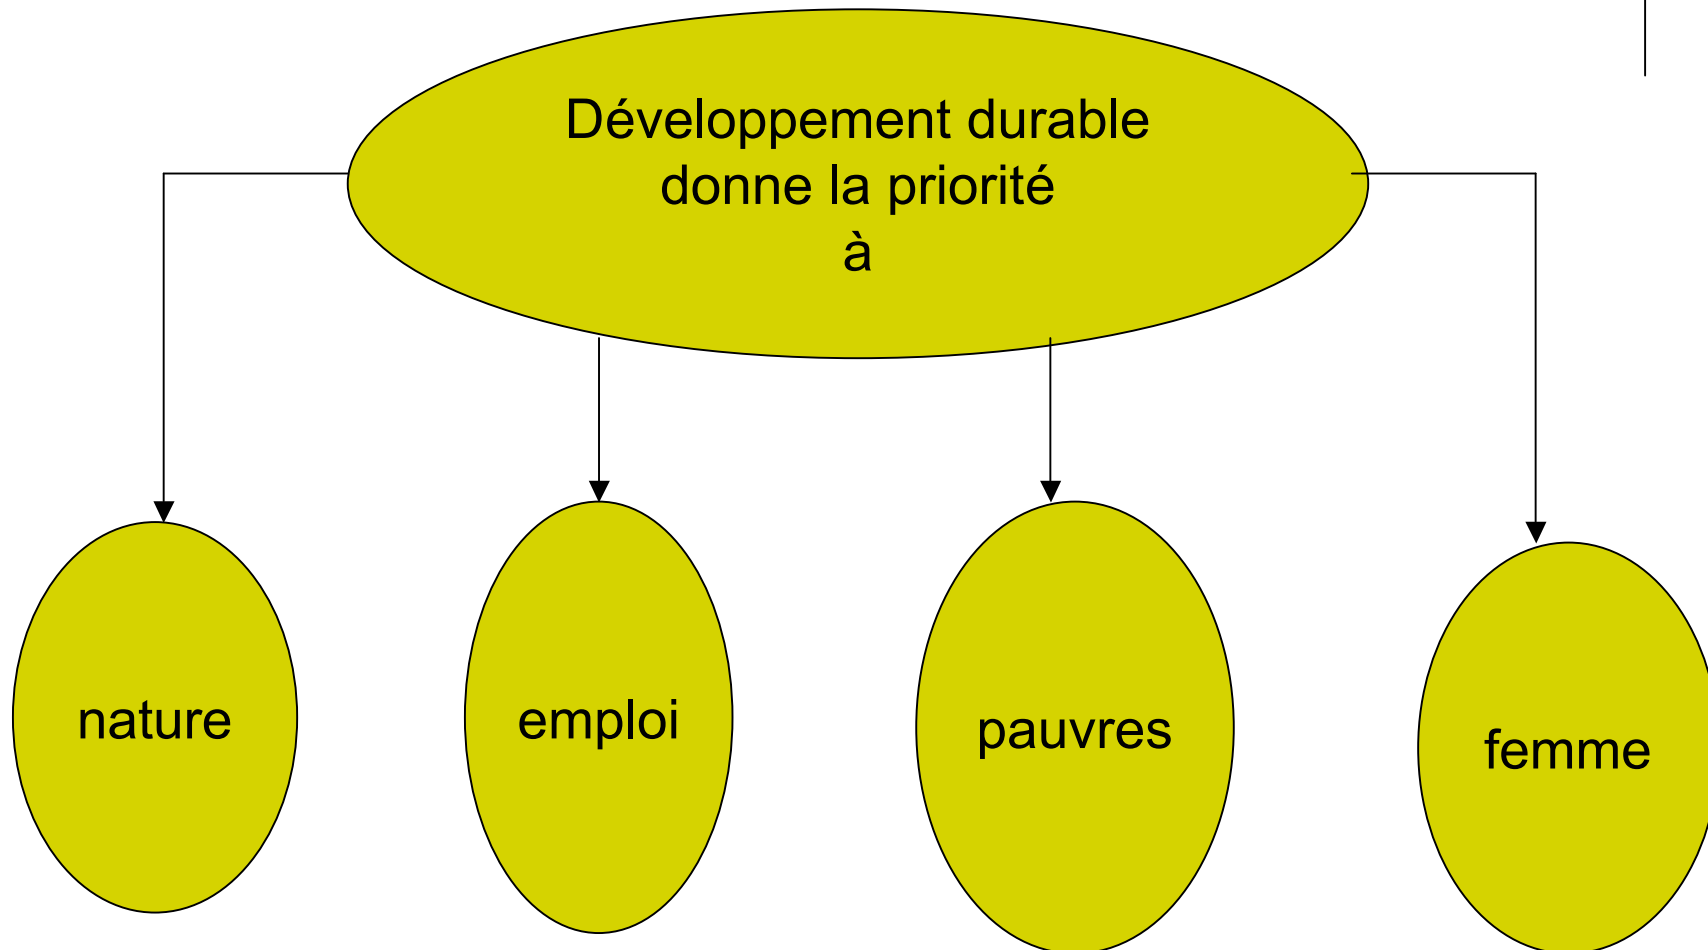 Développement durable
donne la priorité
à
nature
emploi
pauvres
femme